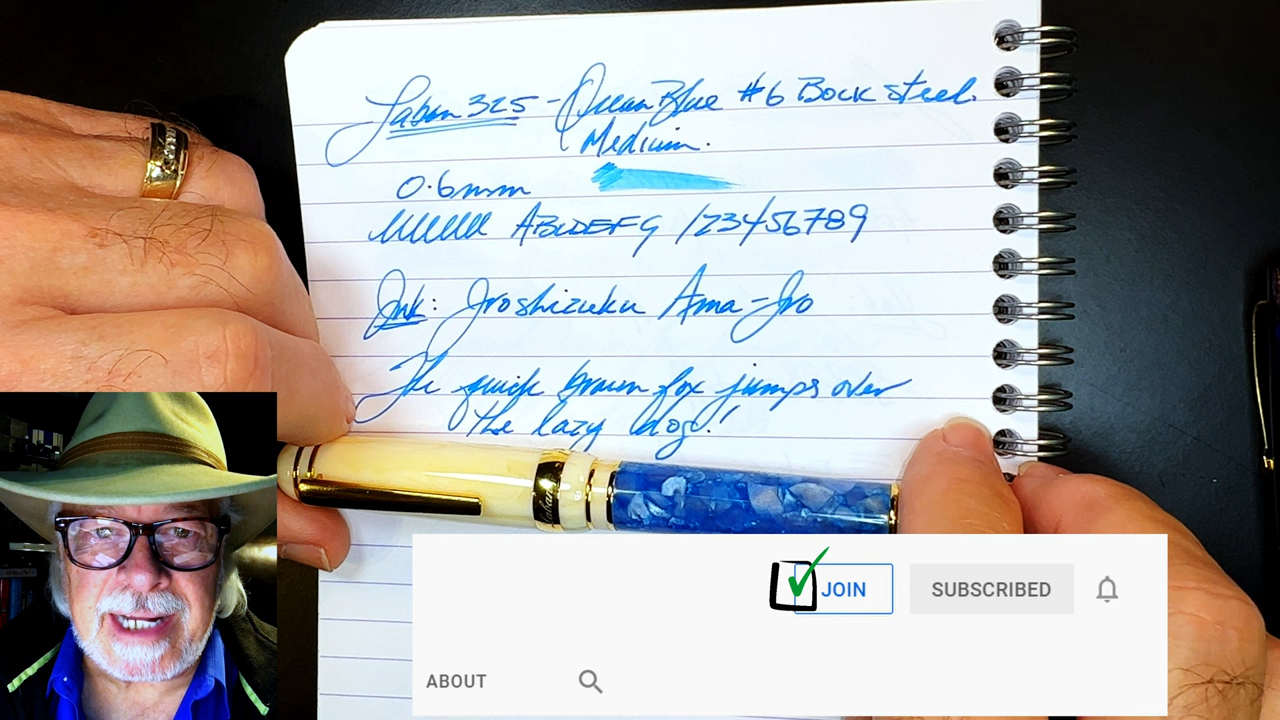 Laban 325 - Ocean Blue #6 Bock steel.
Medium.
0.6mm
ABCDEFG 123456789
Ink: Iroshizuku Ama-Iro
The quick brown fox jumps over
the lazy dog!
Laban
JOIN
SUBSCRIBED
ABOUT